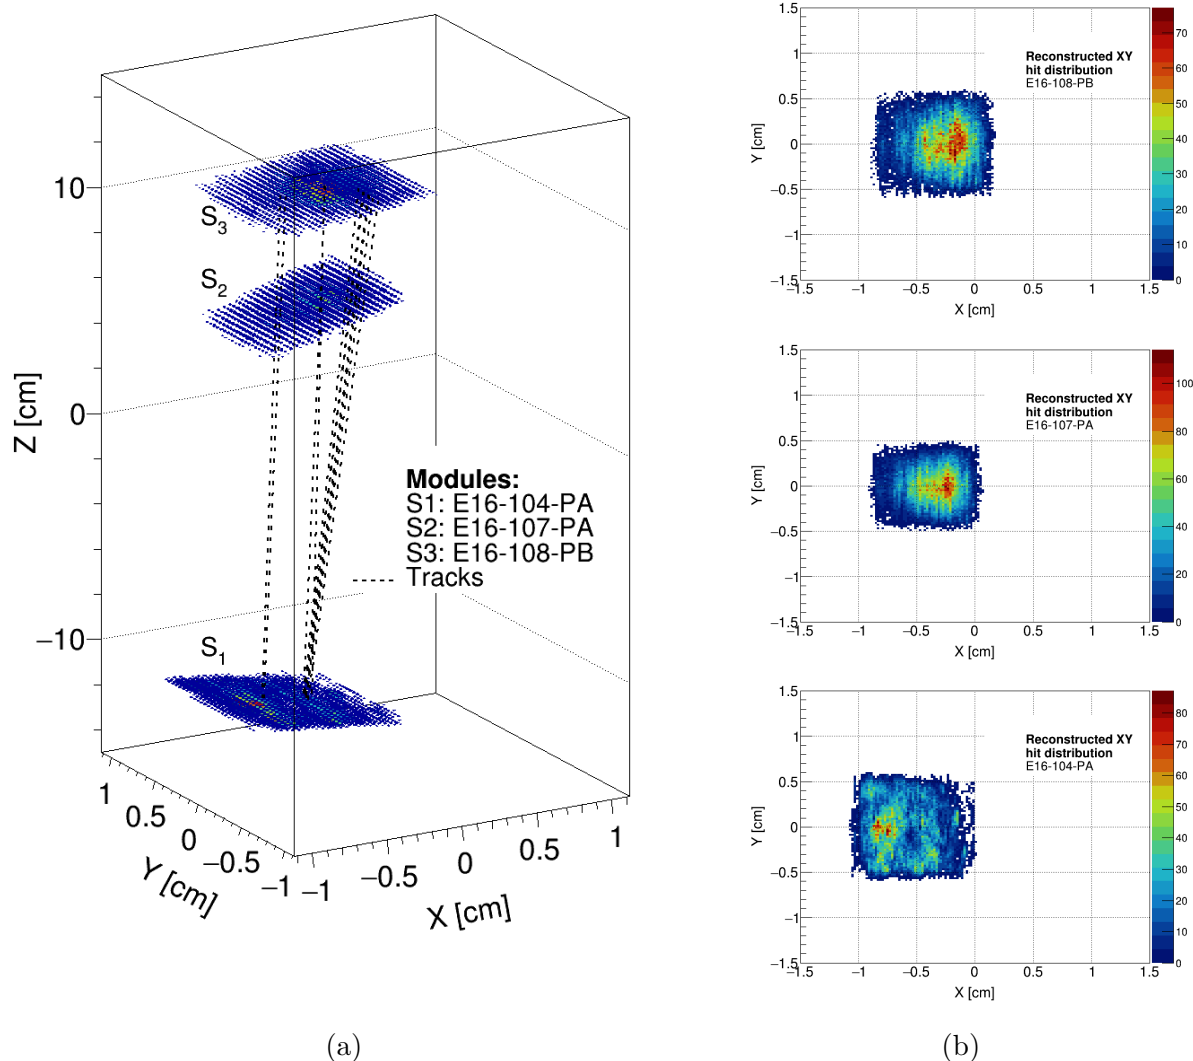 10
0
−10
Z [cm]
S3
S2
S1
Modules:
S1: E16-104-PA
S2: E16-107-PA
S3: E16-108-PB
Tracks
1
0.5
0
−0.5
−1
Y [cm]
−1
−0.5
0
0.5
1
X [cm]
(a)
1.5
1
0.5
0
−0.5
−1
−1.5
Y [cm]
Reconstructed XY
hit distribution
E16-108-PB
−1.5 −1 −0.5 0 0.5 1 1.5
X [cm]
70
60
50
40
30
20
10
0
1.5
1
0.5
0
−0.5
−1
−1.5
Y [cm]
Reconstructed XY
hit distribution
E16-107-PA
−1.5 −1 −0.5 0 0.5 1 1.5
X [cm]
100
80
60
40
20
0
1.5
1
0.5
0
−0.5
−1
−1.5
Y [cm]
Reconstructed XY
hit distribution
E16-104-PA
−1.5 −1 −0.5 0 0.5 1 1.5
X [cm]
80
70
60
50
40
30
20
10
0
(b)